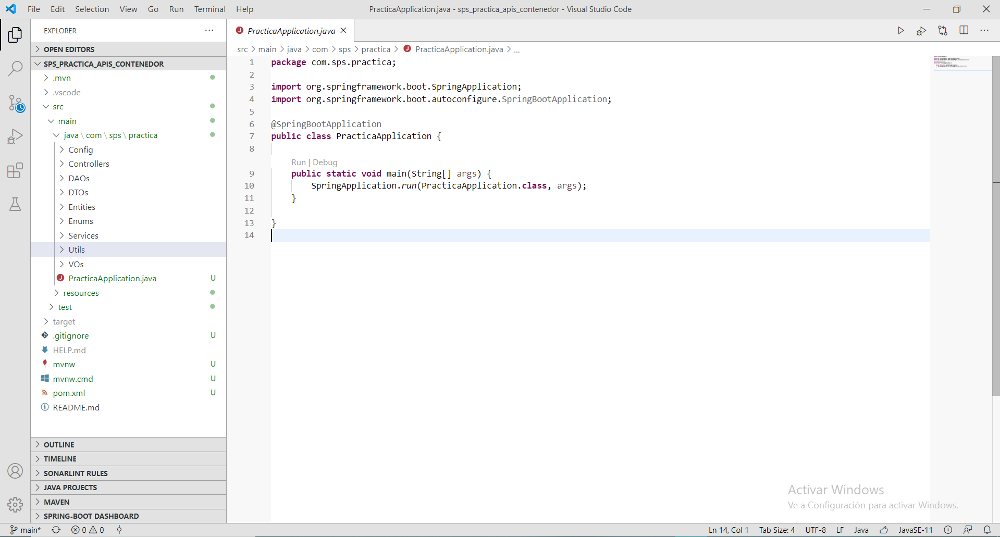 File Edit Selection View Go Run Terminal Help
PracticaApplication.java - sps_practica_apis_contenedor - Visual Studio Code
EXPLORER
OPEN EDITORS
SPS_PRACTICA_APIS_CONTENEDOR
.mvn
.vscode
src
main
java \ com \ sps \ practica
Config
Controllers
DAOs
DTOs
Entities
Enums
Services
Utils
VOs
J PracticaApplication.java U
resources
test
target
.gitignore U
HELP.md
mvnw U
mvnw.cmd U
pom.xml U
README.md
OUTLINE
TIMELINE
SONARLINT RULES
JAVA PROJECTS
MAVEN
SPRING-BOOT DASHBOARD
J PracticaApplication.java
src > main > java > com > sps > practica > J PracticaApplication.java > ...
1 package com.sps.practica;
2
3 import org.springframework.boot.SpringApplication;
4 import org.springframework.boot.autoconfigure.SpringBootApplication;
5
6 @SpringBootApplication
7 public class PracticaApplication {
8
Run | Debug
9 public static void main(String[] args) {
10 SpringApplication.run(PracticaApplication.class, args);
11 }
12
13 }
14
Activar Windows
Ve a Configuración para activar Windows.
main* 0 0
Ln 14, Col 1 Tab Size: 4 UTF-8 LF Java JavaSE-11